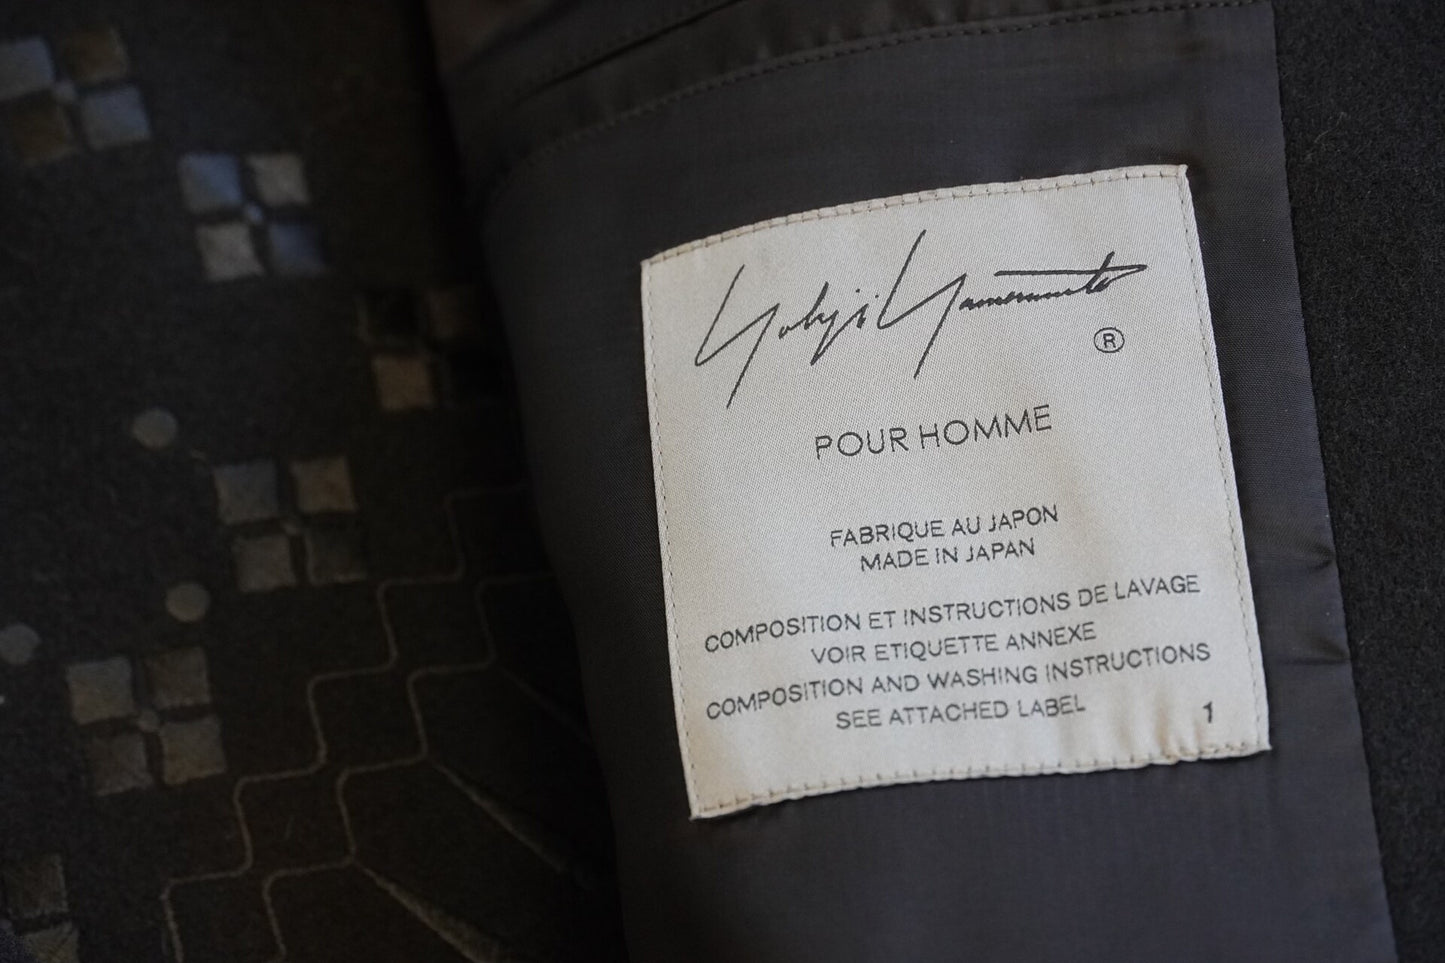 Yohji Yamamoto
®
POUR HOMME
FABRIQUE AU JAPON
MADE IN JAPAN
COMPOSITION ET INSTRUCTIONS DE LAVAGE
VOIR ETIQUETTE ANNEXE
COMPOSITION AND WASHING INSTRUCTIONS
SEE ATTACHED LABEL
1